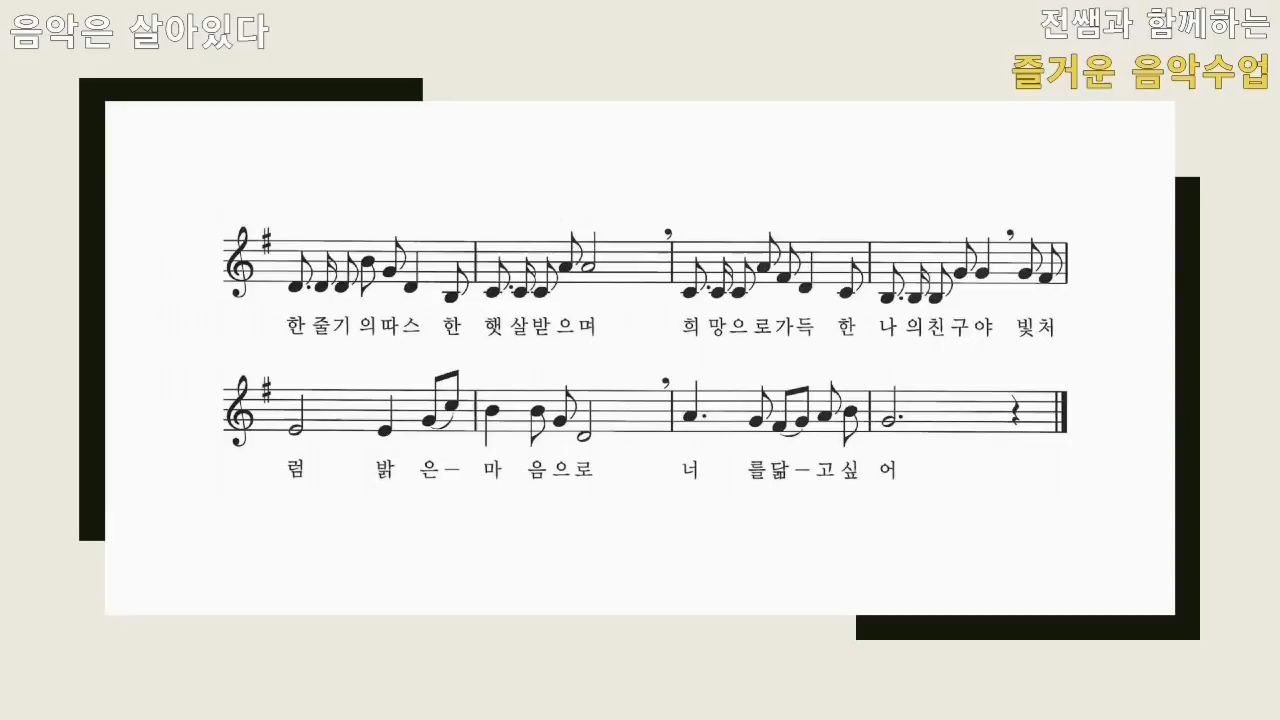 음악은 살아있다
전쌤과 함께하는
즐거운 음악수업
한 줄기 의따스 한 햇 살받 으며 희 망으 로가득 한 나 의친 구야 빛처
럼 밝 은ㅡ 마 음으로 너 를닮ㅡ고싶 어